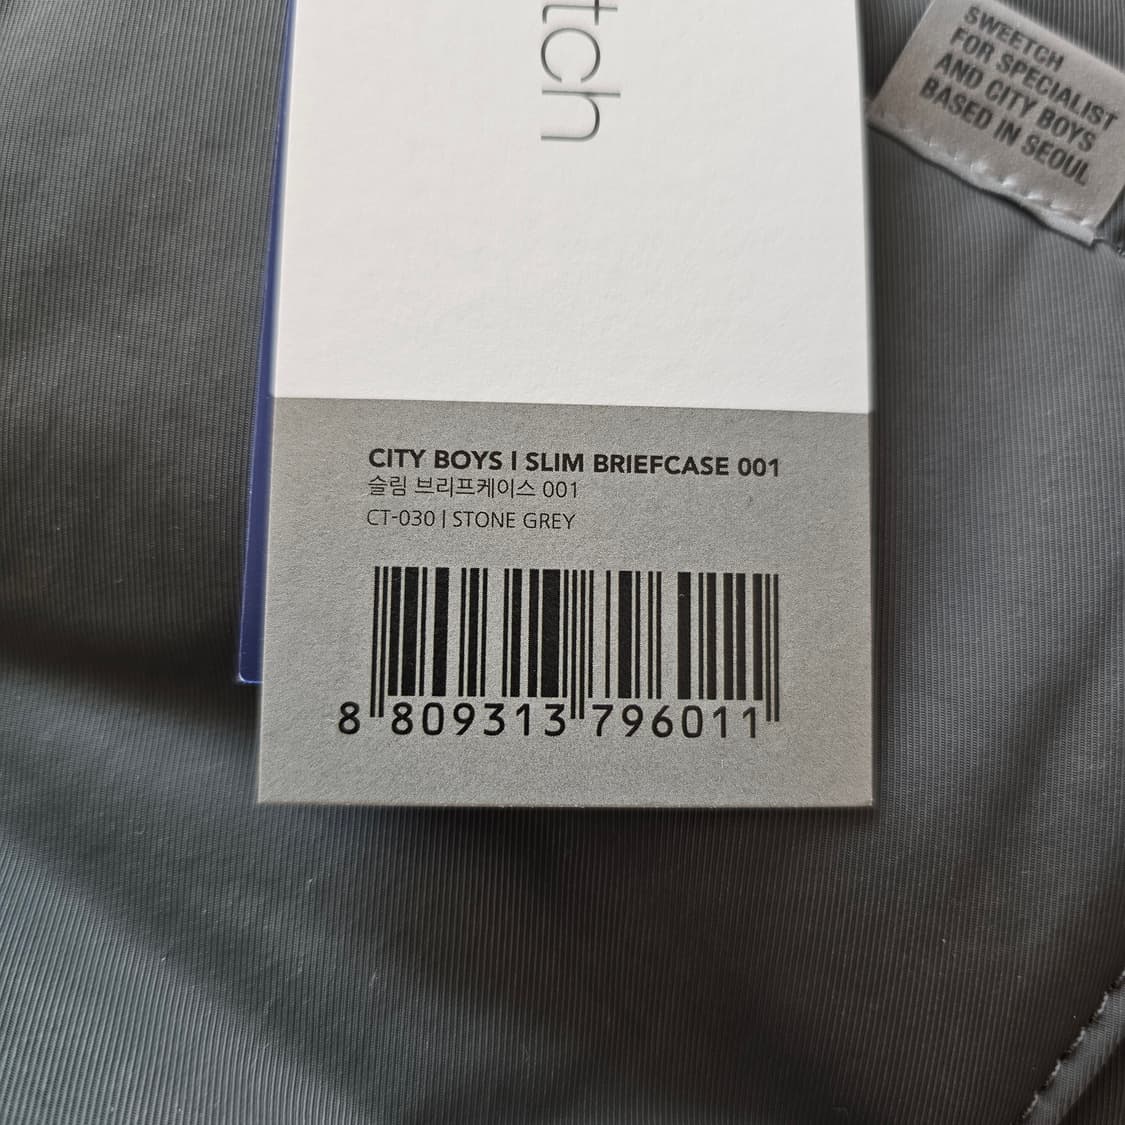 tch
SWEETCH
FOR SPECIALIST
AND CITY BOYS
BASED IN SEOUL
CITY BOYS | SLIM BRIEFCASE 001
슬림 브리프케이스 001
CT-030 | STONE GREY
8 809313 796011